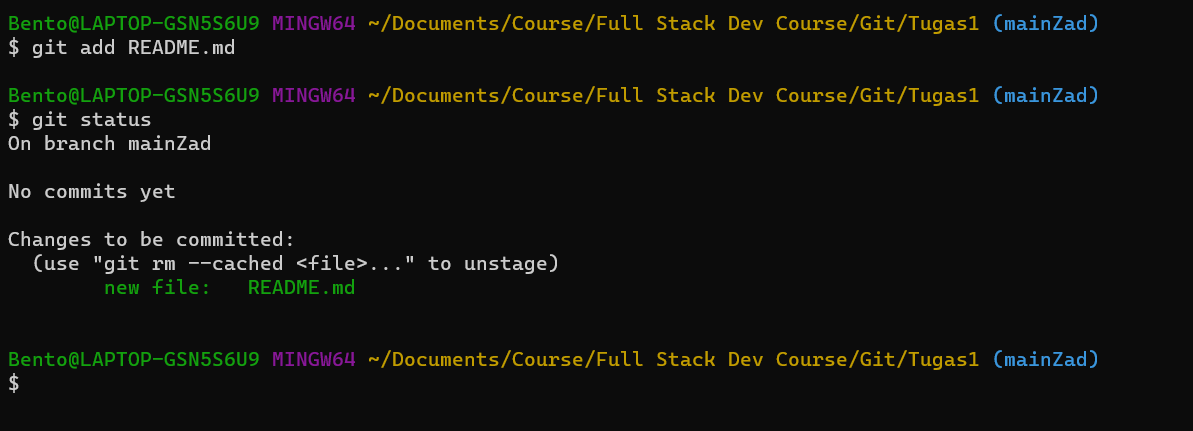 Bento@LAPTOP-GSN5S6U9 MINGW64 ~/Documents/Course/Full Stack Dev Course/Git/Tugas1 (mainZad)
$ git add README.md
Bento@LAPTOP-GSN5S6U9 MINGW64 ~/Documents/Course/Full Stack Dev Course/Git/Tugas1 (mainZad)
$ git status
On branch mainZad
No commits yet
Changes to be committed:
  (use "git rm --cached <file>..." to unstage)
        new file:   README.md
Bento@LAPTOP-GSN5S6U9 MINGW64 ~/Documents/Course/Full Stack Dev Course/Git/Tugas1 (mainZad)
$